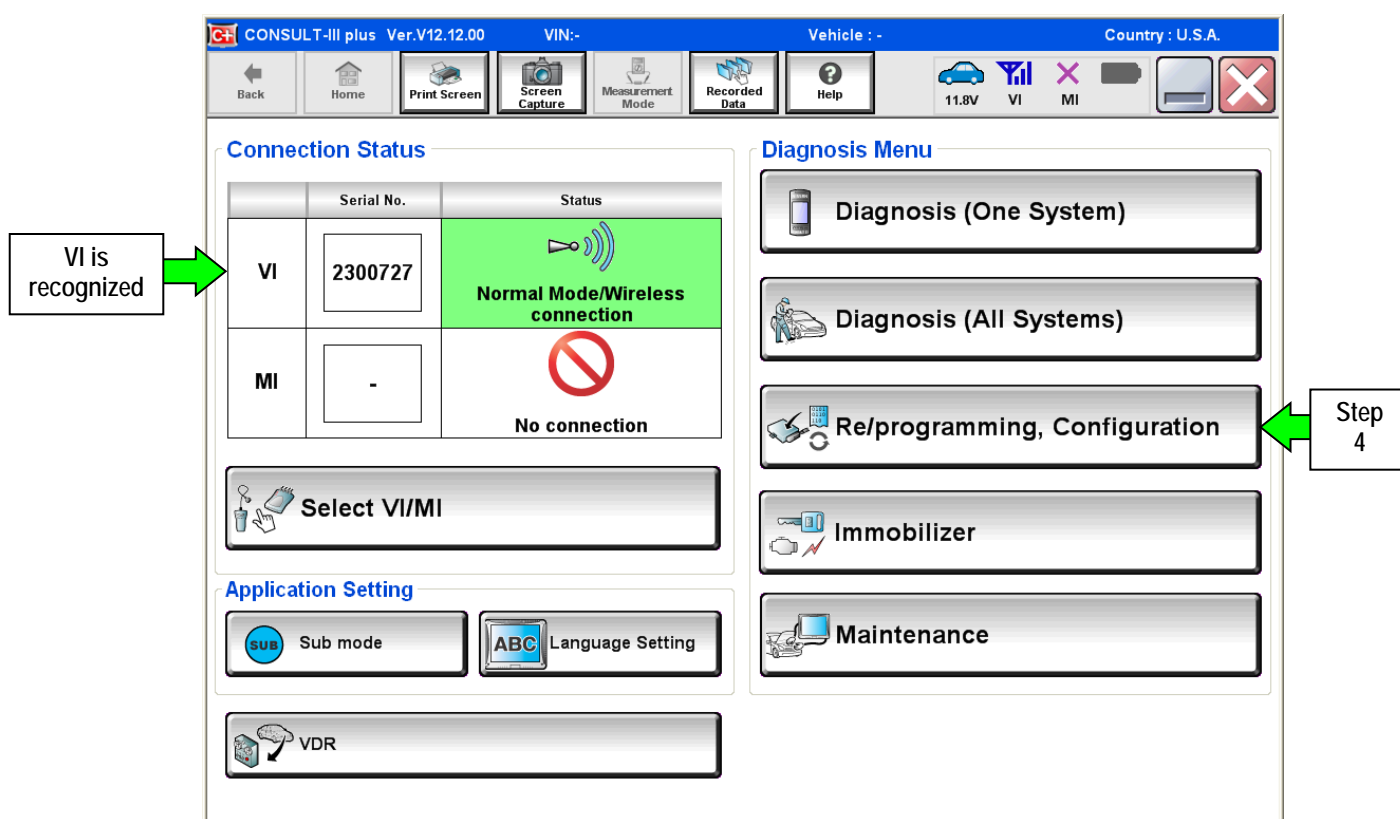 C+ CONSULT-III plus Ver.V12.12.00 VIN:- Vehicle : - Country : U.S.A.
Back
Home
Print Screen
Screen
Capture
Measurement
Mode
Recorded
Data
Help
11.8V VI MI
Connection Status
Serial No. Status
VI is
recognized
VI 2300727
Normal Mode/Wireless
connection
MI -
No connection
Select VI/MI
Application Setting
SUB Sub mode
ABC Language Setting
VDR
Diagnosis Menu
Diagnosis (One System)
Diagnosis (All Systems)
Re/programming, Configuration
Step
4
Immobilizer
Maintenance